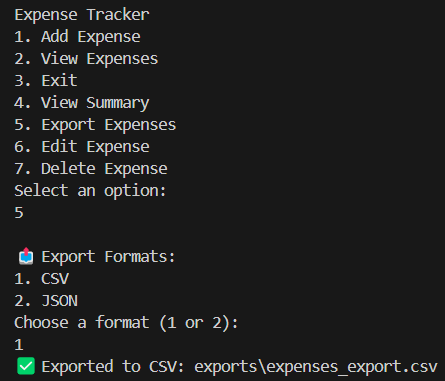 Expense Tracker
1. Add Expense
2. View Expenses
3. Exit
4. View Summary
5. Export Expenses
6. Edit Expense
7. Delete Expense
Select an option:
5
📤 Export Formats:
1. CSV
2. JSON
Choose a format (1 or 2):
1
✅ Exported to CSV: exports\expenses_export.csv